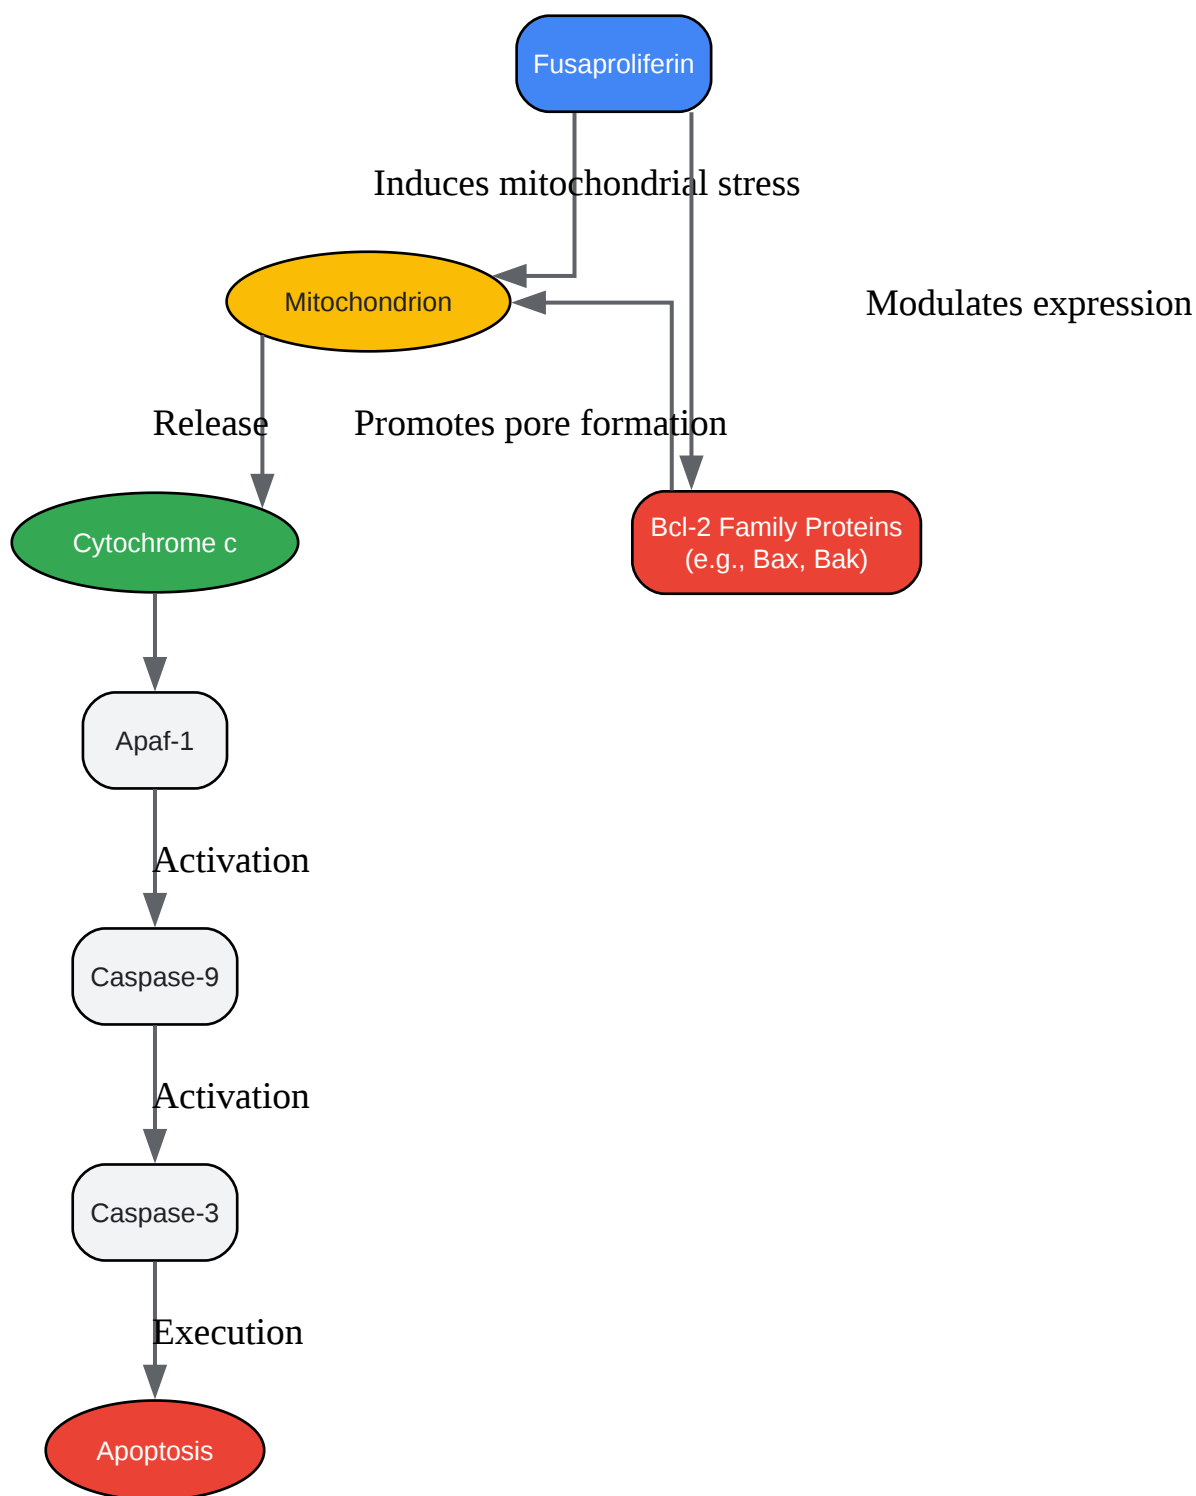 Fusaproliferin
Induces mitochondrial stress
Mitochondrion
Modulates expression
Release
Promotes pore formation
Cytochrome c
Bcl-2 Family Proteins
(e.g., Bax, Bak)
Apaf-1
Activation
Caspase-9
Activation
Caspase-3
Execution
Apoptosis